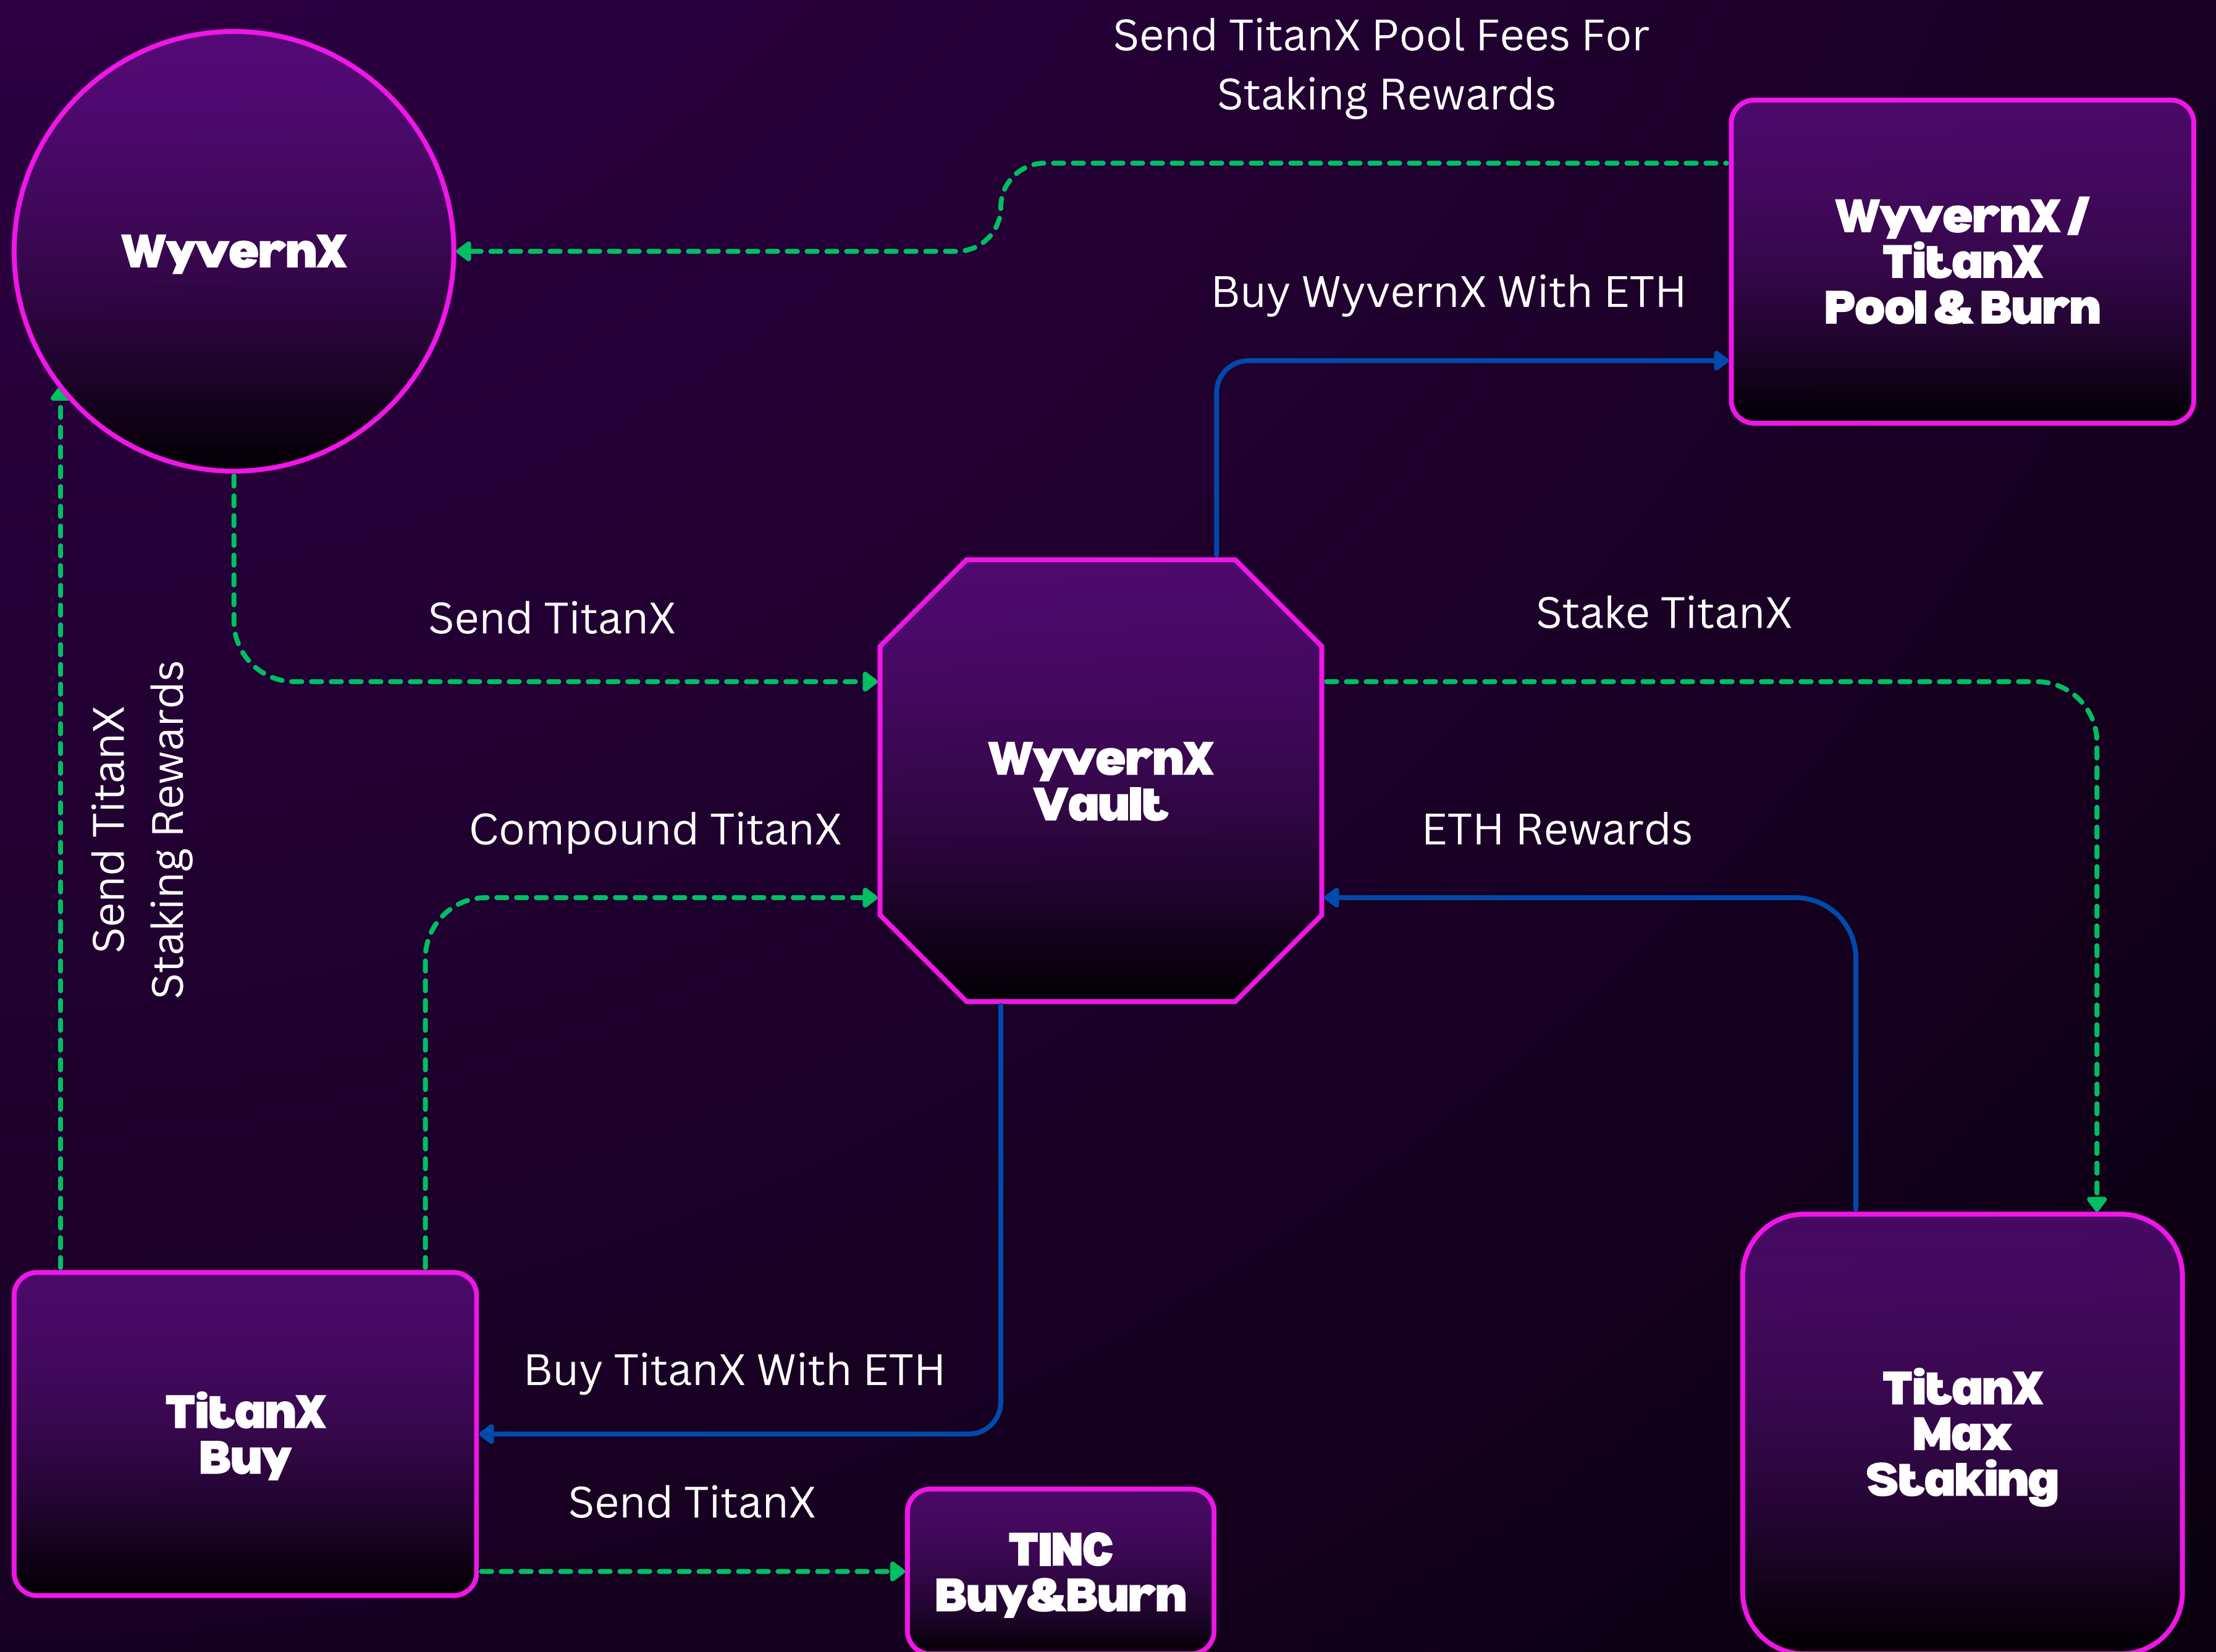 Send TitanX Pool Fees For
Staking Rewards
WyvernX
WyvernX /
TitanX
Pool & Burn
Buy WyvernX With ETH
Send TitanX
Stake TitanX
Send TitanX
Staking Rewards
WyvernX
Vault
Compound TitanX
ETH Rewards
Buy TitanX With ETH
TitanX
Buy
TitanX
Max
Staking
Send TitanX
TINC
Buy&Burn